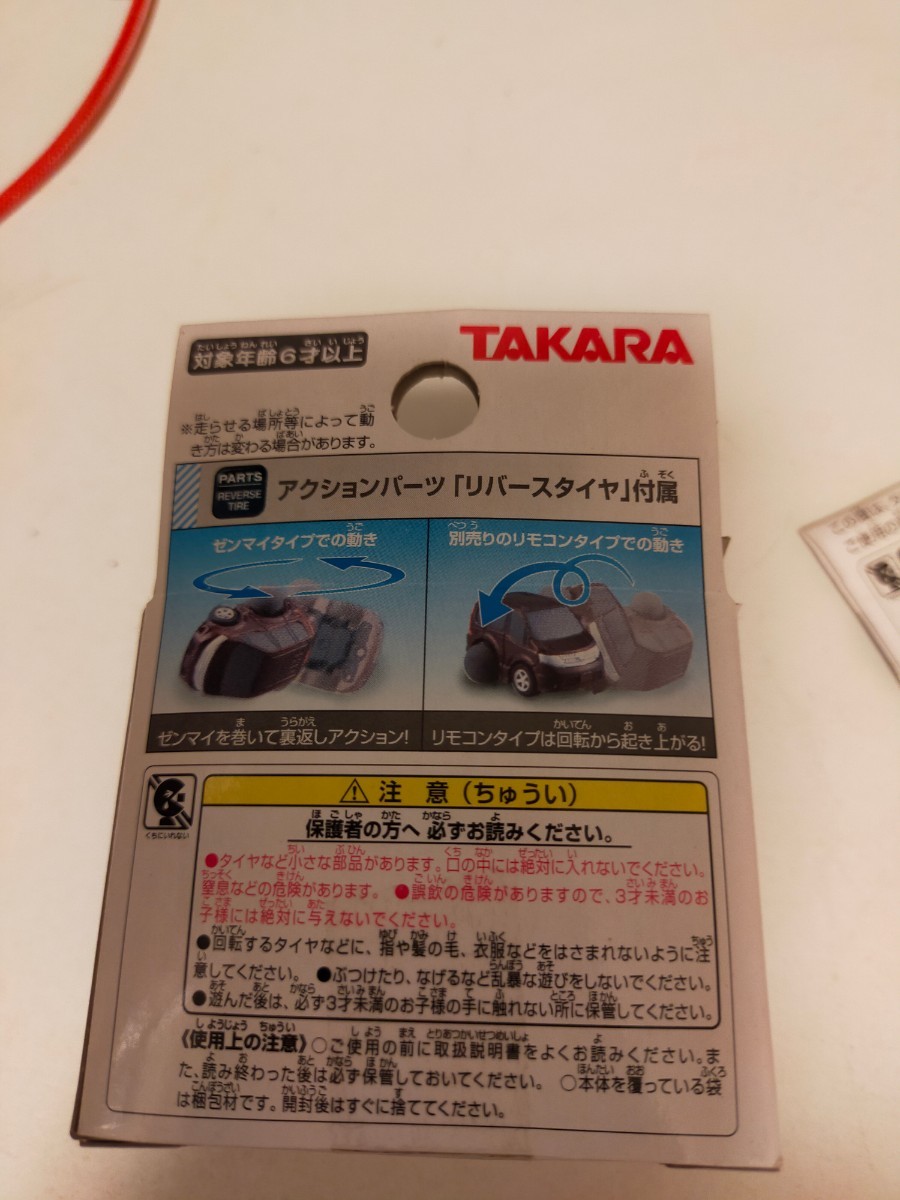 TAKARA
対象年齢6才以上
※走らせる場所等によって動
き方は変わる場合があります。
PARTS
REVERSE
TIRE
アクションパーツ「リバースタイヤ」付属
ゼンマイタイプでの動き
別売りのリモコンタイプでの動き
ゼンマイを巻いて裏返しアクション!
リモコンタイプは回転から起き上がる!
くちにいれない
⚠注 意(ちゅうい)
保護者の方へ 必ずお読みください。
●タイヤなど小さな部品があります。口の中には絶対に入れないでください。
窒息などの危険があります。 ●誤飲の危険がありますので、3才未満のお
子様には絶対に与えないでください。
●回転するタイヤなどに、指や髪の毛、衣服などをはさまれないように注
意してください。 ●ぶつけたり、なげるなど乱暴な遊びをしないでください。
●遊んだ後は、必ず3才未満のお子様の手に触れない所に保管してください。
《使用上の注意》○ご使用の前に取扱説明書をよくお読みください。ま
た、読み終わった後は必ず保管しておいてください。 ○本体を覆っている袋
は梱包材です。開封後はすぐに捨ててください。
ご使用の